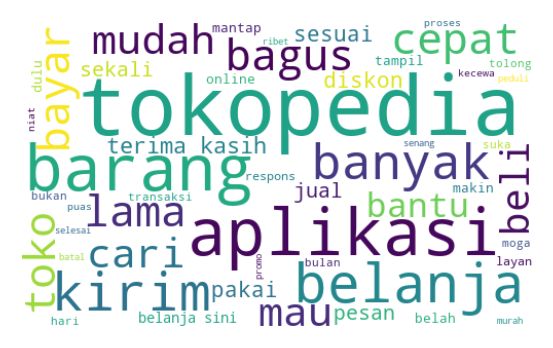 proses
mudah
mantap
bagus
sesuai
cepat
ribet
tampil
tolong
dulu
bayar
sekali
online
diskon
kecewa
peduli
tokopedia
niat
terima kasih
barang
respons
banyak
suka
senang
beli
bukan
transaksi
jual
makin
bantu
puas
lama
toko
aplikasi
moga
selesai
cari
batal
promo
bulan
layan
kirim
pakai
belanja
hari
belanja sini
mau
pesan
belah
murah